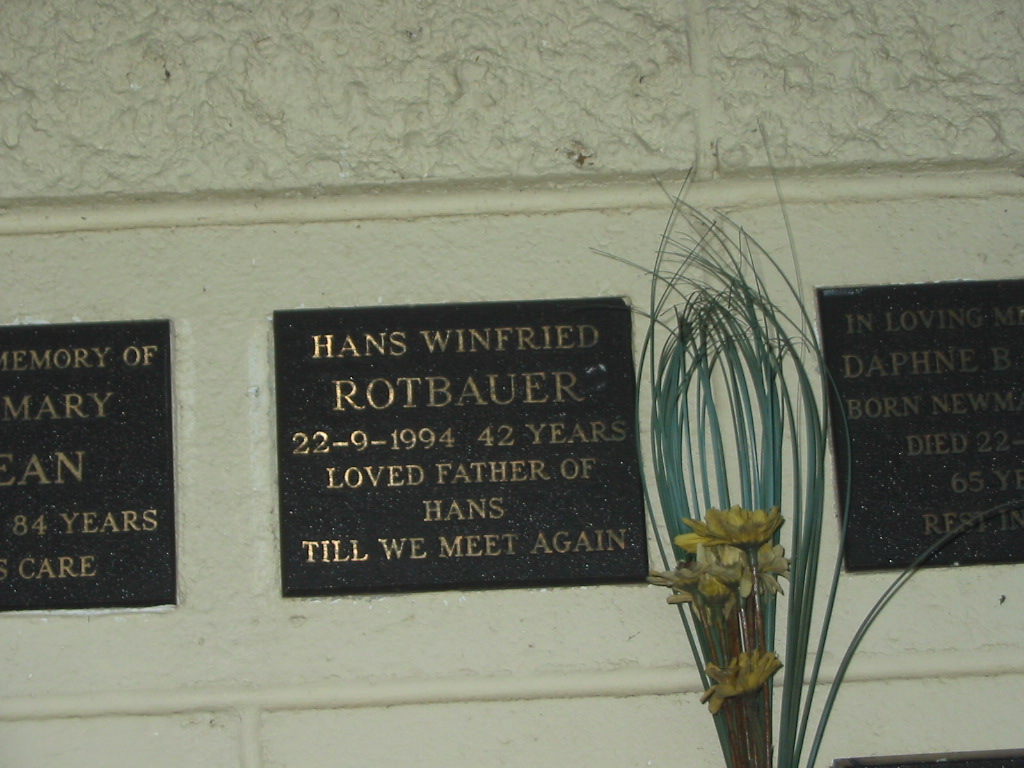 MEMORY OF
MARY
EAN
84 YEARS
CARE
HANS WINFRIED
ROTBAUER
22-9-1994 42 YEARS
LOVED FATHER OF
HANS
TILL WE MEET AGAIN
IN LOVING
DAPHNE B.
BORN
DIED 22-
65
REST IN